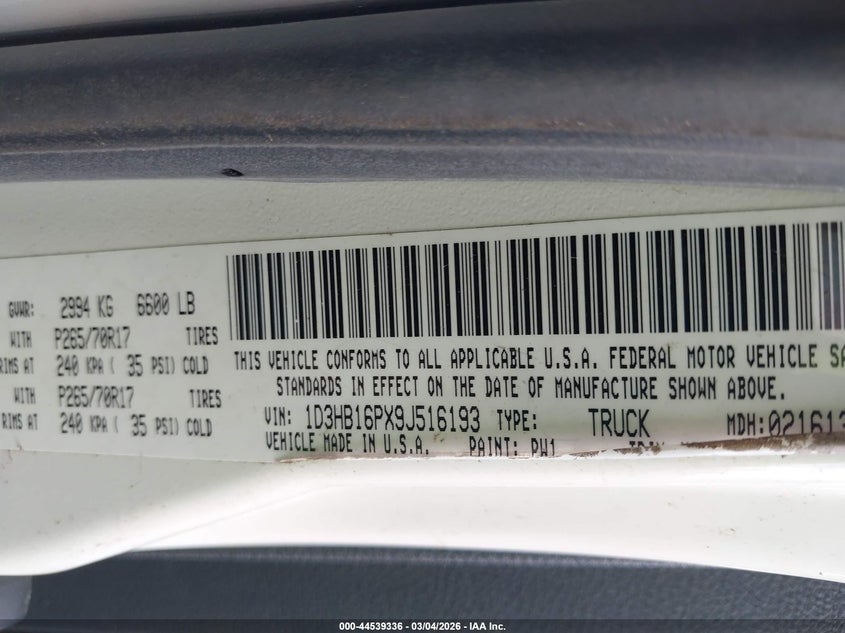 GVWR: 2994 KG 6600 LB
WITH P265/70R17 TIRES
RIMS AT 240 KPA ( 35 PSI) COLD
WITH P265/70R17 TIRES
RIMS AT 240 KPA ( 35 PSI) COLD
THIS VEHICLE CONFORMS TO ALL APPLICABLE U.S.A. FEDERAL MOTOR VEHICLE SA
STANDARDS IN EFFECT ON THE DATE OF MANUFACTURE SHOWN ABOVE.
VIN: 1D3HB16PX9J516193 TYPE: TRUCK MDH:021613
VEHICLE MADE IN U.S.A. PAINT: PW1
000-44539336 - 03/04/2026 - IAA Inc.